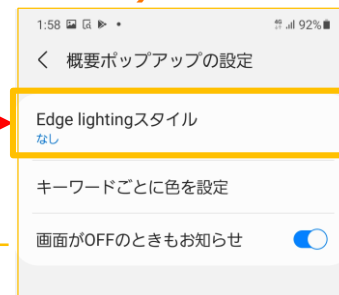 1:58 92%
く 概要ポップアップの設定
Edge lightingスタイル
なし
キーワードごとに色を設定
画面がOFFのときもお知らせ